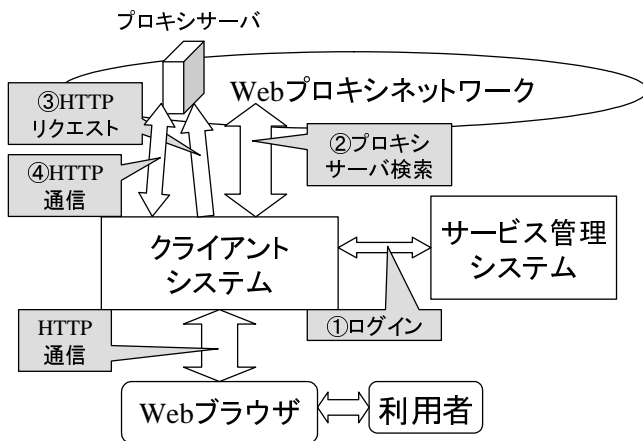 プロキシサーバ
Webプロキシネットワーク
③HTTP
リクエスト
②プロキシ
サーバ検索
④HTTP
通信
クライアント
システム
サービス管理
システム
①ログイン
HTTP
通信
Webブラウザ
利用者